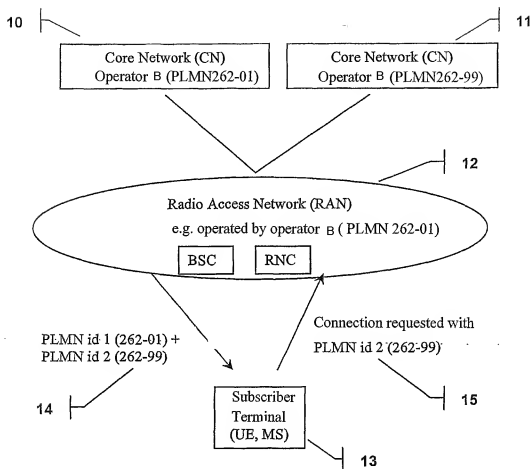 10
11
Core Network (CN)
Operator B (PLMN262-01)
Core Network (CN)
Operator B (PLMN262-99)
12
Radio Access Network (RAN)
e.g. operated by operator B ( PLMN 262-01)
BSC
RNC
PLMN id 1 (262-01) +
PLMN id 2 (262-99)
Connection requested with
PLMN id 2 (262-99)
14
Subscriber
Terminal
(UE, MS)
15
13